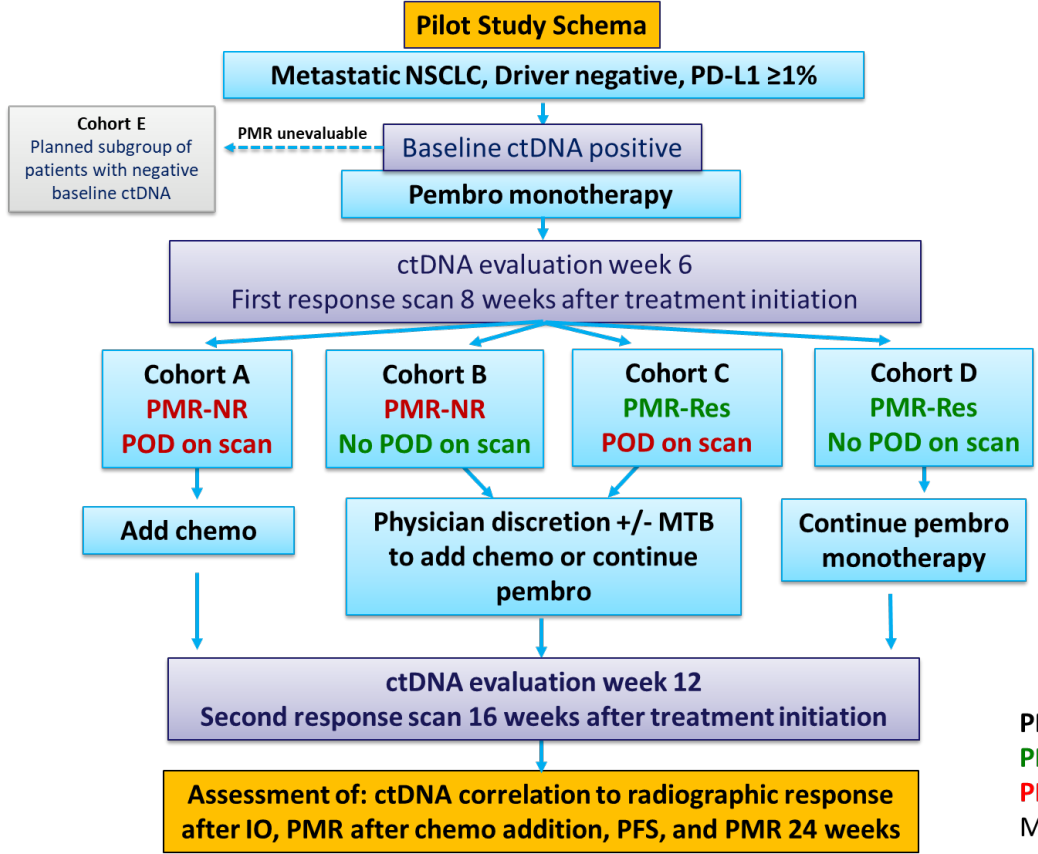 Pilot Study Schema
Metastatic NSCLC, Driver negative, PD-L1 ≥1%
Cohort E
Planned subgroup of
patients with negative
baseline ctDNA
PMR unevaluable
Baseline ctDNA positive
Pembro monotherapy
ctDNA evaluation week 6
First response scan 8 weeks after treatment initiation
Cohort A
PMR-NR
POD on scan
Cohort B
PMR-NR
No POD on scan
Cohort C
PMR-Res
POD on scan
Cohort D
PMR-Res
No POD on scan
Add chemo
Physician discretion +/- MTB
to add chemo or continue
pembro
Continue pembro
monotherapy
ctDNA evaluation week 12
Second response scan 16 weeks after treatment initiation
Assessment of: ctDNA correlation to radiographic response
after IO, PMR after chemo addition, PFS, and PMR 24 weeks